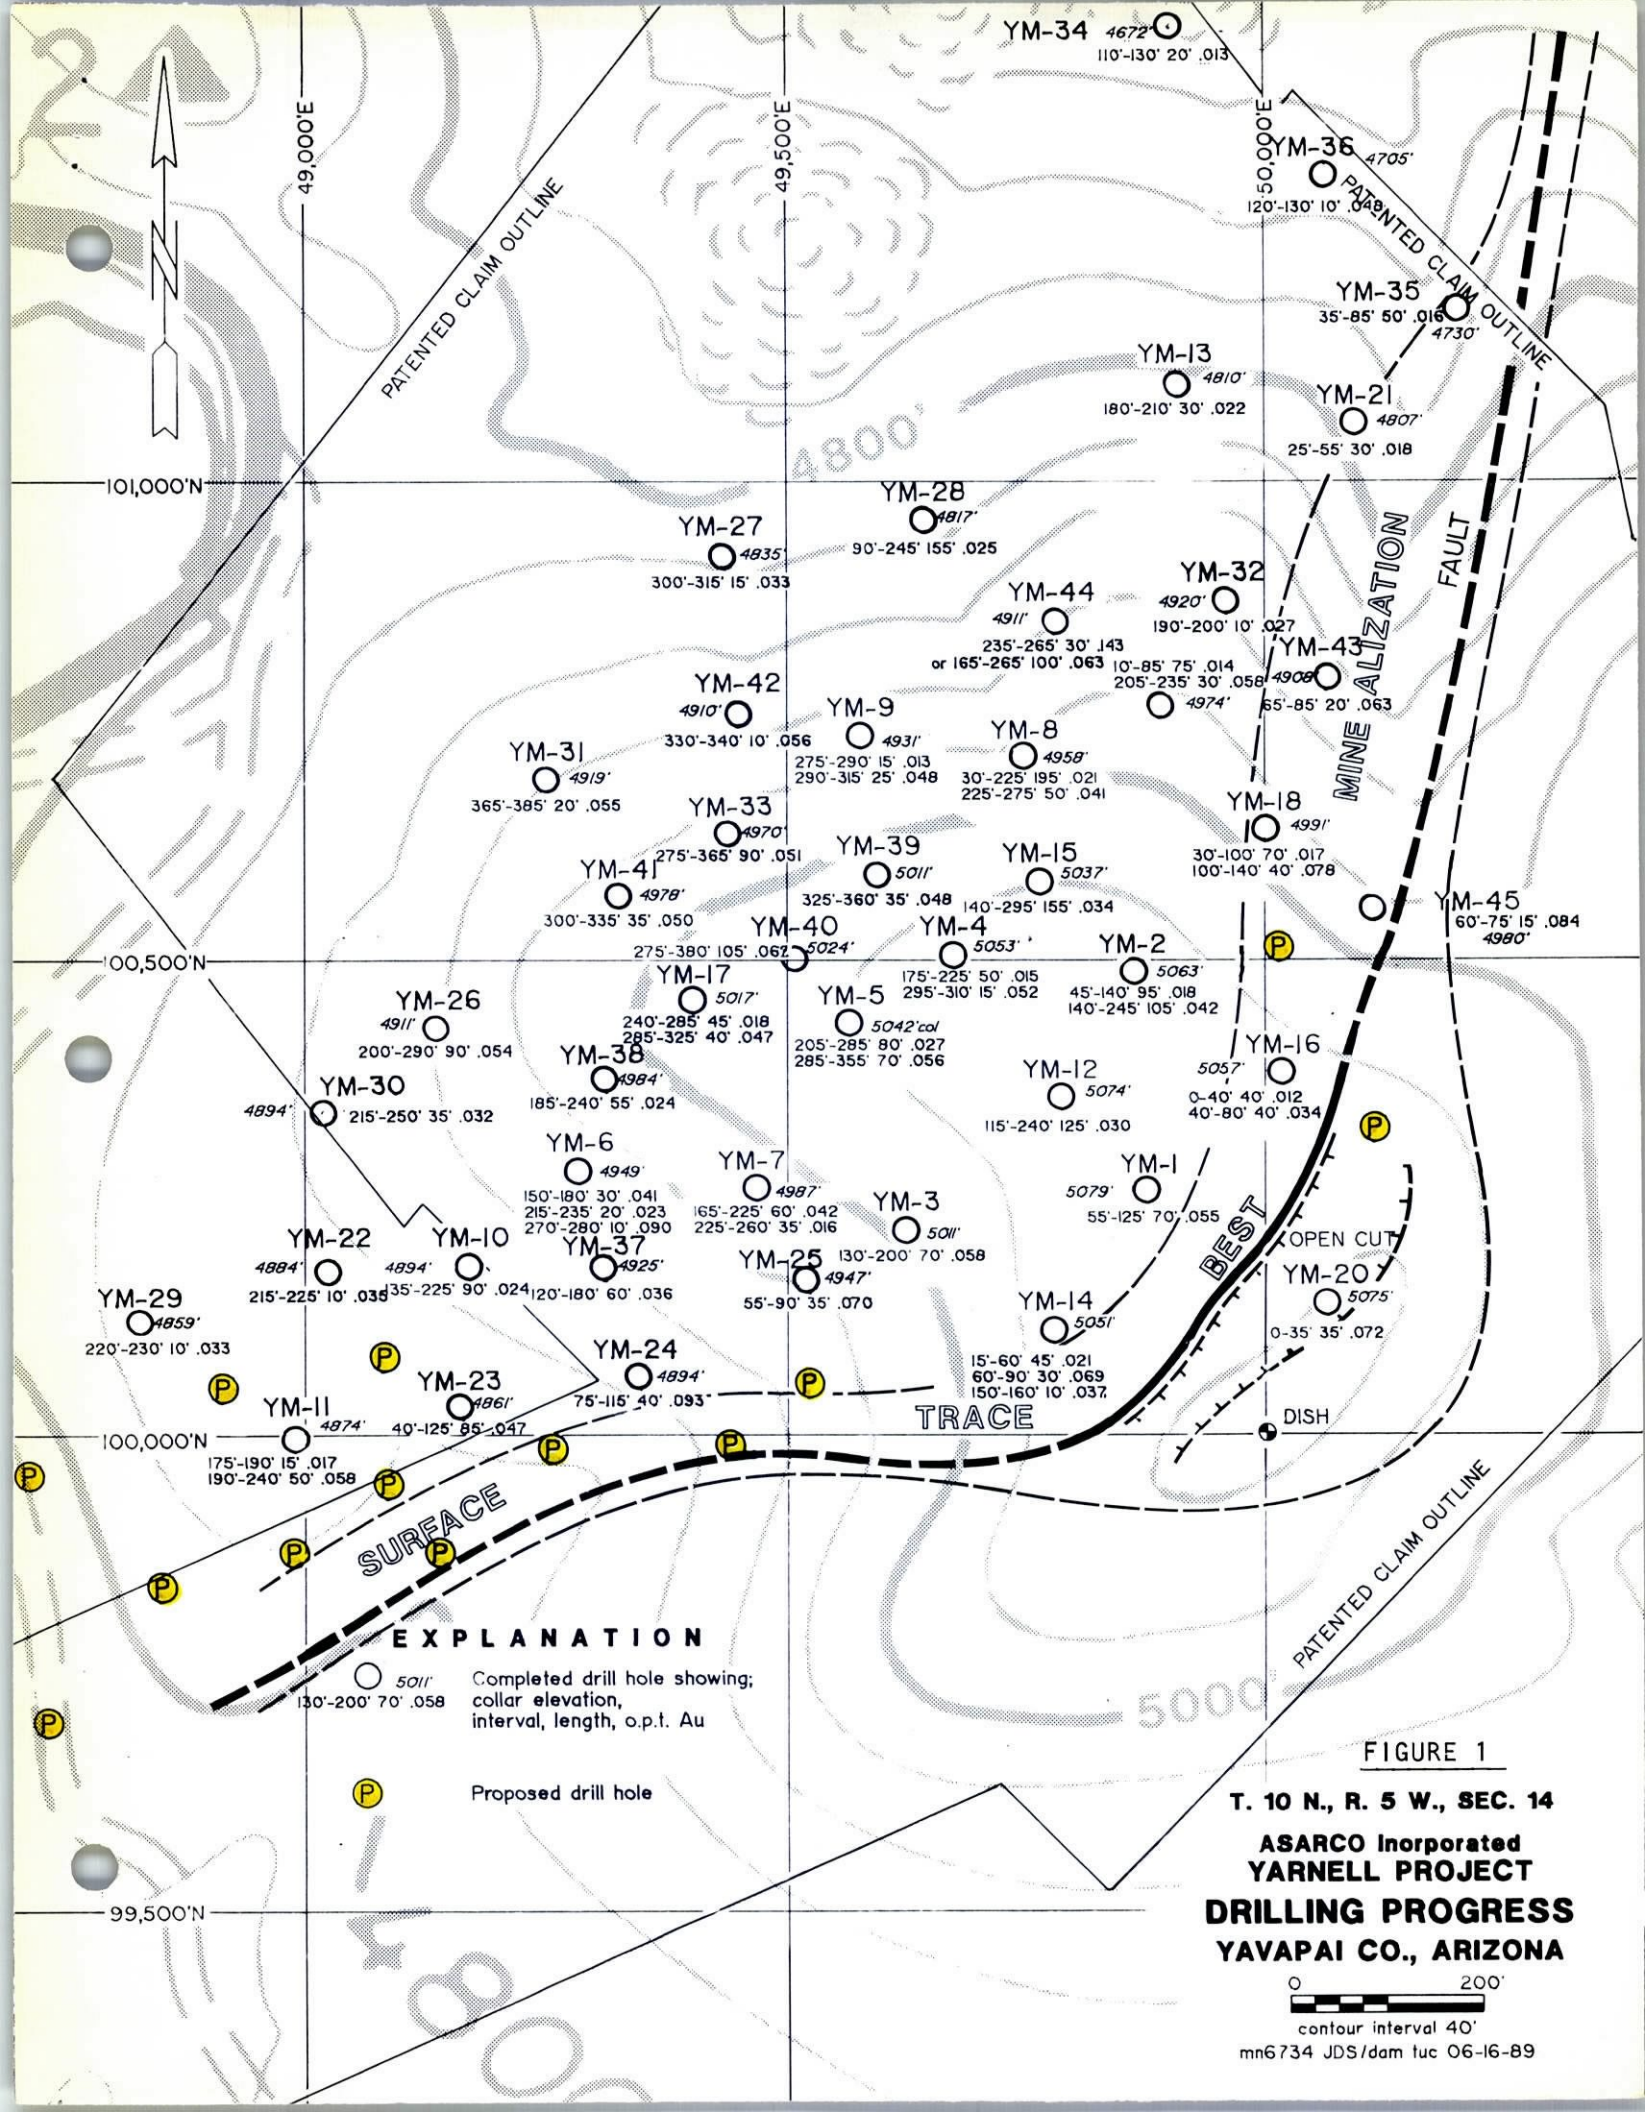 YM-34 4672'
110'-130' 20' .013
49,000'E
49,500'E
50,000'E
YM-36 4705'
120'-130' 10'
PATENTED CLAIM OUTLINE
PATENTED CLAIM OUTLINE
N
YM-35
35'-85' 50' .016
4730'
YM-13
4810'
180'-210' 30' .022
YM-21
4807'
25'-55' 30' .018
4800'
101,000'N
YM-28
4817'
90'-245' 155' .025
YM-27
4835'
300'-315' 15' .033
MINE ALIZATION
FAULT
YM-32
4920'
190'-200' 10' .027
YM-44
4911'
235'-265' 30' .143
or 165'-265' 100' .063
10'-85' 75' .014
205'-235' 30' .058
4974'
YM-43
4908'
65'-85' 20' .063
YM-42
4910'
330'-340' 10' .056
YM-9
4931'
275'-290' 15' .013
290'-315' 25' .048
YM-8
4958'
30'-225' 195' .021
225'-275' 50' .041
YM-31
4919'
365'-385' 20' .055
YM-33
4970'
275'-365' 90' .051
YM-18
4991'
30'-100' 70' .017
100'-140' 40' .078
YM-41
4978'
300'-335' 35' .050
YM-39
5011'
325'-360' 35' .048
YM-15
5037'
140'-295' 155' .034
YM-45
60'-75' 15' .084
4980'
YM-40
275'-380' 105' .062 5024'
YM-4
5053'
175'-225' 50' .015
295'-310' 15' .052
YM-2
5063'
45'-140' 95' .018
140'-245' 105' .042
P
100,500'N
YM-17
5017'
240'-285' 45' .018
285'-325' 40' .047
YM-5
5042'col
205'-285' 80' .027
285'-355' 70' .056
YM-26
4911'
200'-290' 90' .054
YM-38
4984'
185'-240' 55' .024
YM-16
5057'
0-40' 40' .012
40'-80' 40' .034
YM-12
5074'
115'-240' 125' .030
YM-30
4894' 215'-250' 35' .032
P
YM-6
4949'
150'-180' 30' .041
215'-235' 20' .023
270'-280' 10' .090
YM-7
4987'
165'-225' 60' .042
225'-260' 35' .016
YM-1
5079'
55'-125' 70' .055
YM-3
5011'
130'-200' 70' .058
BEST
OPEN CUT
YM-22
4884'
215'-225' 10' .035
YM-10
4894'
135'-225' 90' .024
YM-37
4925'
120'-180' 60' .036
YM-25
4947'
55'-90' 35' .070
YM-20
5075'
0-35' 35' .072
YM-29
4859'
220'-230' 10' .033
YM-14
5051'
15'-60' 45' .021
60'-90' 30' .069
150'-160' 10' .037
P
P
P
YM-24
4894'
75'-115' 40' .093
YM-23
4861'
40'-125' 85' .047
YM-11
4874'
175'-190' 15' .017
190'-240' 50' .058
TRACE
DISH
100,000'N
P
P
P
P
SURFACE
P
P
P
P
PATENTED CLAIM OUTLINE
EXPLANATION
5011'
130'-200' 70' .058
Completed drill hole showing;
collar elevation,
interval, length, o.p.t. Au
P
Proposed drill hole
5000'
FIGURE 1
T. 10 N., R. 5 W., SEC. 14
ASARCO Incorporated
YARNELL PROJECT
DRILLING PROGRESS
YAVAPAI CO., ARIZONA
0 200'
contour interval 40'
mn6734 JDS/dam tuc 06-16-89
99,500'N